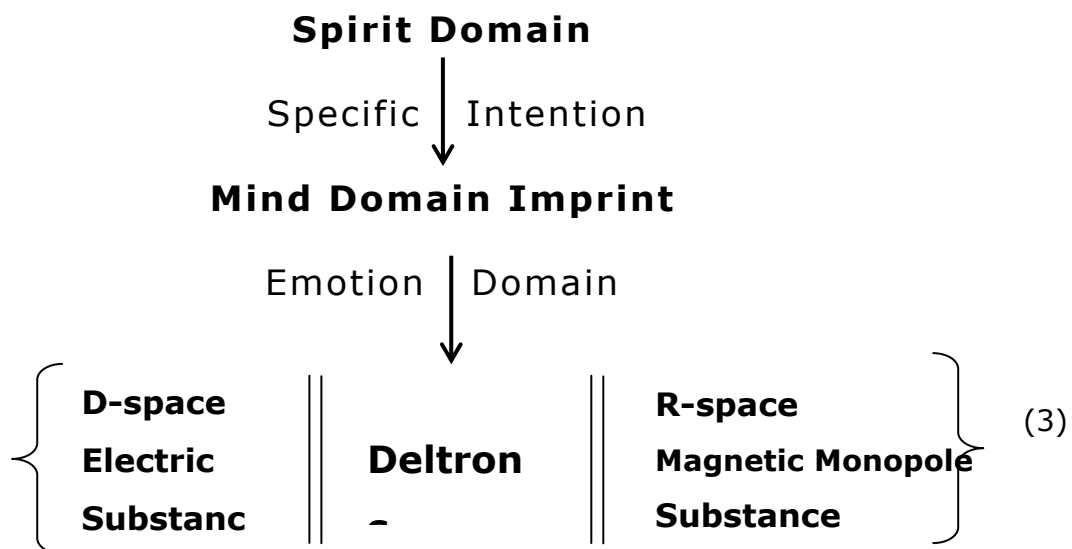 Spirit Domain
Specific Intention
Mind Domain Imprint
Emotion Domain
D-space R-space
(3)
Electric Deltron Magnetic Monopole
Substanc Substance